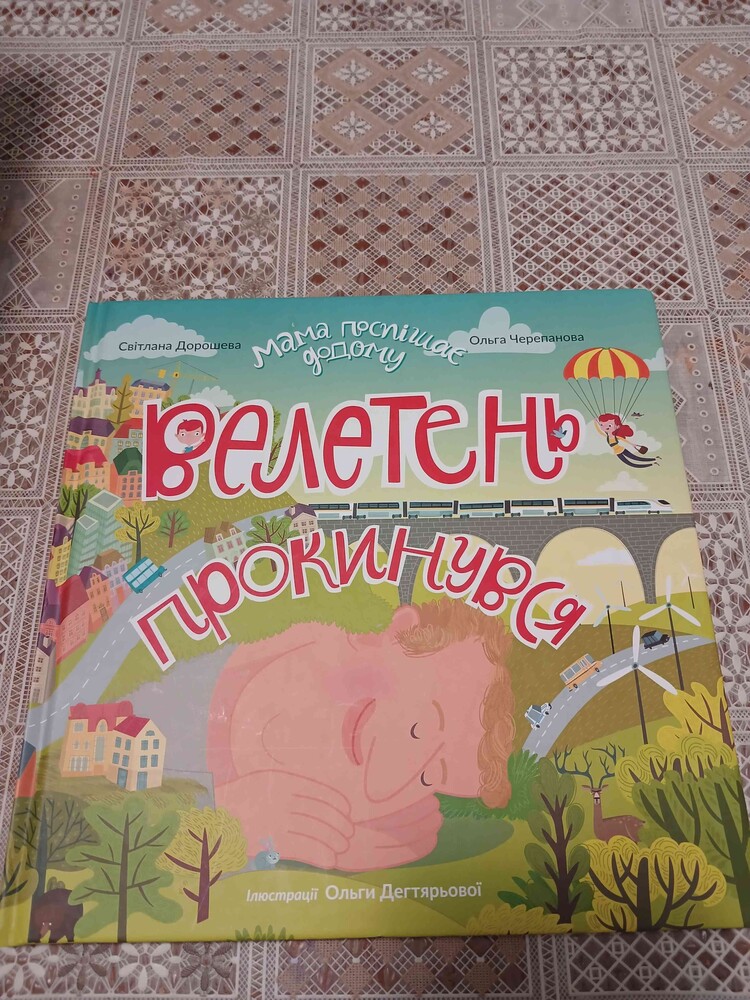 Світлана Дорошева
Мама поспішає
додому
Ольга Черепанова
Велетень
прокинувся
Ілюстрації Ольги Дегтярьової